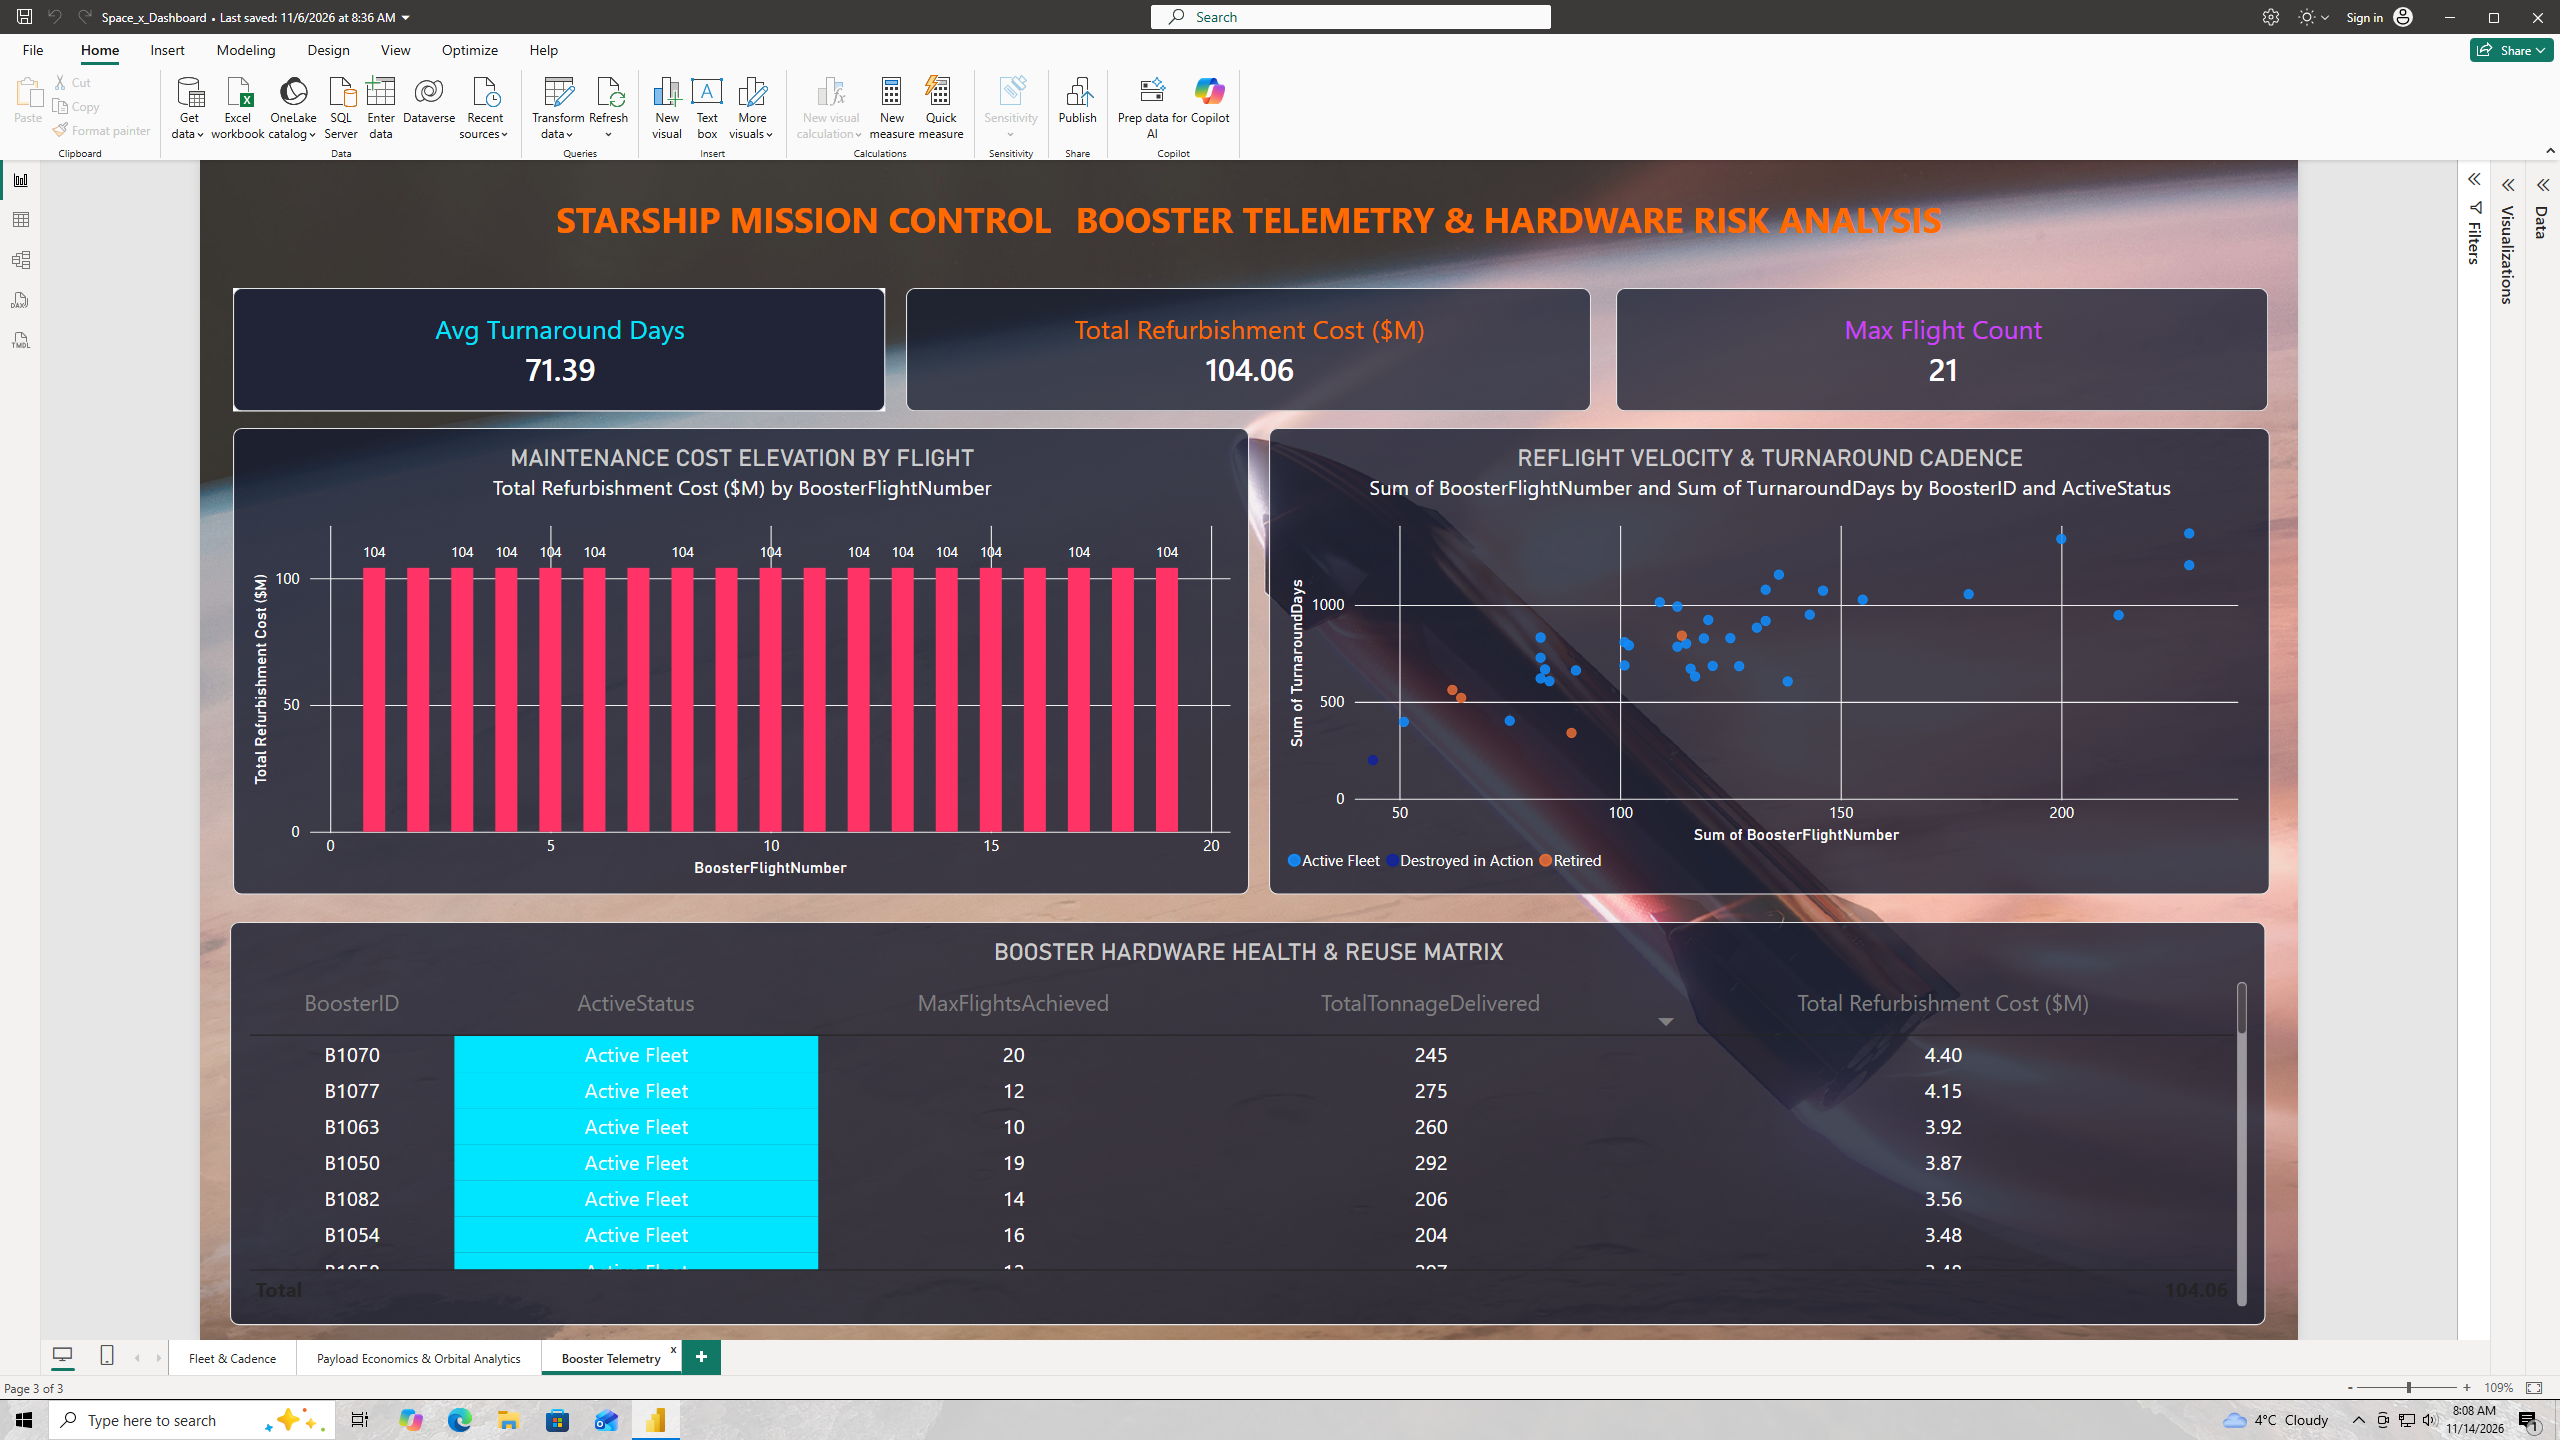 Space_x_Dashboard • Last saved: 11/6/2026 at 8:36 AM
Search
Sign in
File Home Insert Modeling Design View Optimize Help
Share
Paste
Cut
Copy
Format painter
Clipboard
Get data
Excel workbook
OneLake catalog
SQL Server
Enter data
Dataverse
Recent sources
Data
Transform data
Refresh
Queries
New visual
Text box
More visuals
Insert
New visual calculation
New measure
Quick measure
Calculations
Sensitivity
Sensitivity
Publish
Share
Prep data for AI
Copilot
Copilot
DAX
TMDL
Filters
Visualizations
Data
STARSHIP MISSION CONTROL BOOSTER TELEMETRY & HARDWARE RISK ANALYSIS
Avg Turnaround Days
71.39
Total Refurbishment Cost ($M)
104.06
Max Flight Count
21
MAINTENANCE COST ELEVATION BY FLIGHT
Total Refurbishment Cost ($M) by BoosterFlightNumber
104 104 104 104 104 104 104 104 104 104 104 104 104
Total Refurbishment Cost ($M)
100
50
0
0 5 10 15 20
BoosterFlightNumber
REFLIGHT VELOCITY & TURNAROUND CADENCE
Sum of BoosterFlightNumber and Sum of TurnaroundDays by BoosterID and ActiveStatus
Sum of TurnaroundDays
1000
500
0
50 100 150 200
Sum of BoosterFlightNumber
Active Fleet Destroyed in Action Retired
BOOSTER HARDWARE HEALTH & REUSE MATRIX
BoosterID ActiveStatus MaxFlightsAchieved TotalTonnageDelivered Total Refurbishment Cost ($M)
B1070 Active Fleet 20 245 4.40
B1077 Active Fleet 12 275 4.15
B1063 Active Fleet 10 260 3.92
B1050 Active Fleet 19 292 3.87
B1082 Active Fleet 14 206 3.56
B1054 Active Fleet 16 204 3.48
Total 104.06
Fleet & Cadence
Payload Economics & Orbital Analytics
Booster Telemetry
x
+
Page 3 of 3
- + 109%
Type here to search
4°C Cloudy
8:08 AM
11/14/2026
1